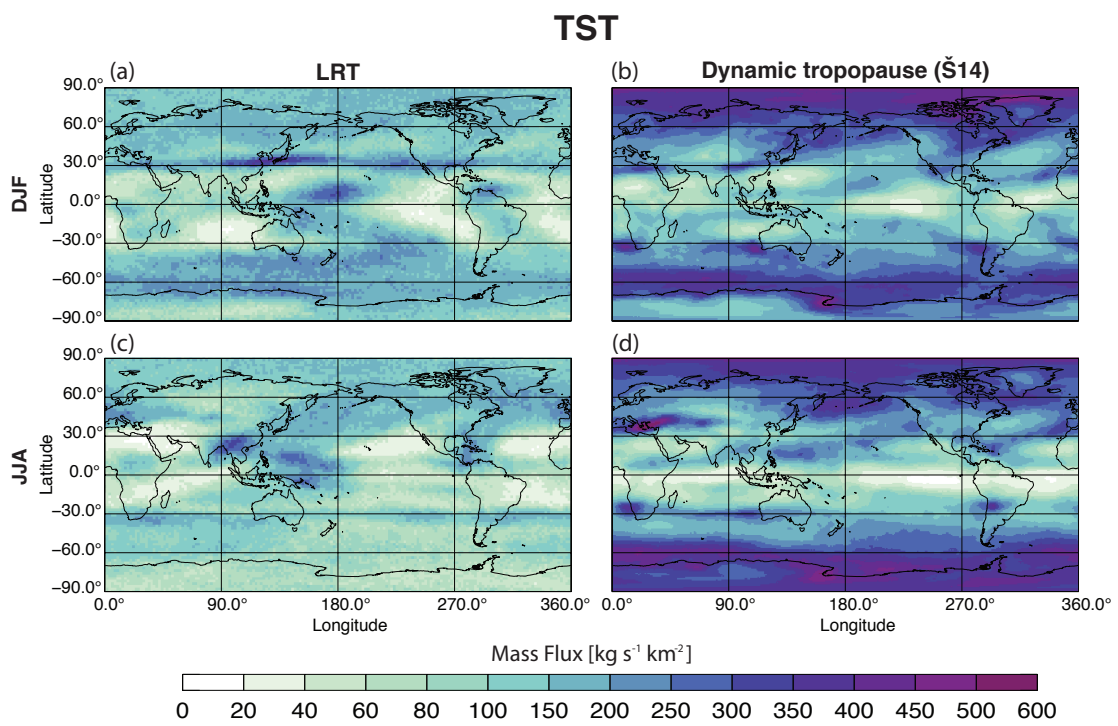 TST
(a) LRT (b) Dynamic tropopause (Š14)
DJF
Latitude
90.0°
60.0°
30.0°
0.0°
−30.0°
−60.0°
−90.0°
(c) (d)
JJA
Latitude
90.0°
60.0°
30.0°
0.0°
−30.0°
−60.0°
−90.0°
0.0° 90.0° 180.0° 270.0° 360.0° 0.0° 90.0° 180.0° 270.0° 360.0°
Longitude Longitude
Mass Flux [kg s⁻¹ km⁻²]
0 20 40 60 80 100 150 200 250 300 350 400 450 500 600